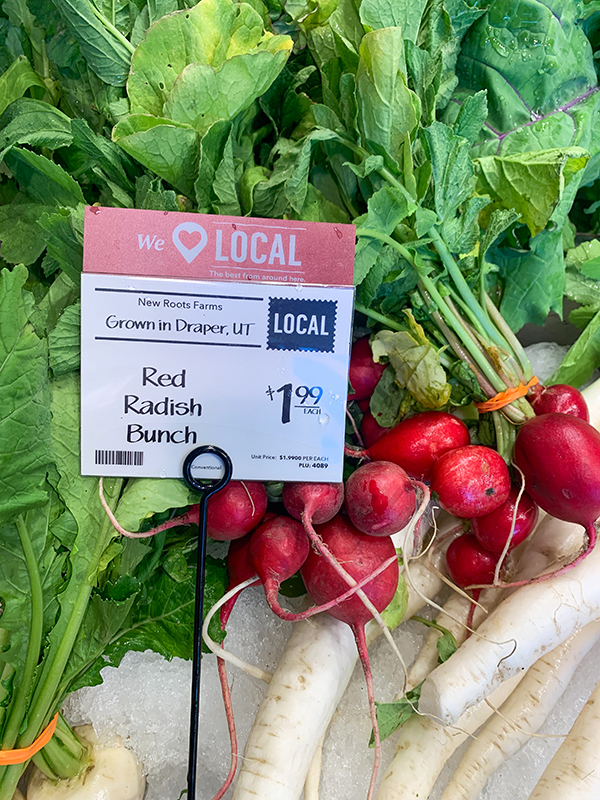 We LOCAL
The best from around here.
New Roots Farms
Grown in Draper, UT
LOCAL
Red
Radish
Bunch
$1 99
EACH
Conventional
Unit Price: $1.9900 PER EACH
PLU: 4089